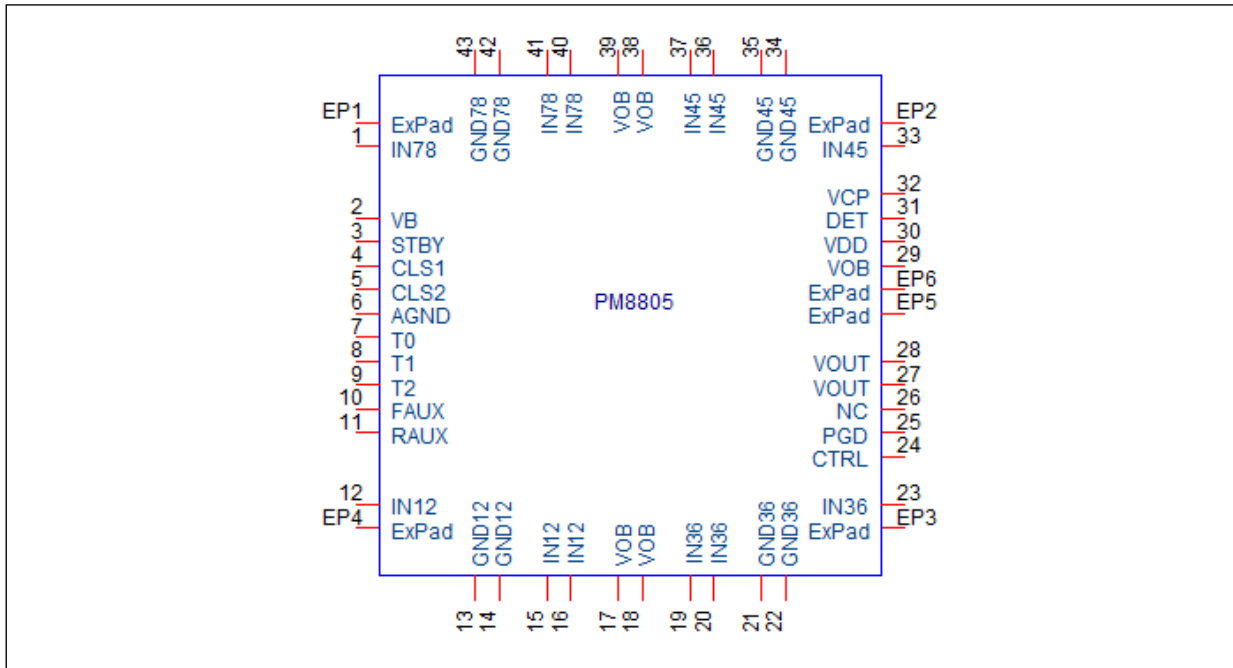 43 42 41 40 39 38 37 36 35 34
GND78 GND78 IN78 IN78 VOB VOB IN45 IN45 GND45 GND45
EP1 ExPad
1 IN78
2 VB
3 STBY
4 CLS1
5 CLS2
6 AGND
7 T0
8 T1
9 T2
10 FAUX
11 RAUX
12 IN12
EP4 ExPad
PM8805
ExPad EP2
IN45 33
VCP 32
DET 31
VDD 30
VOB 29
ExPad EP6
ExPad EP5
VOUT 28
VOUT 27
NC 26
PGD 25
CTRL 24
IN36 23
ExPad EP3
GND12 GND12 IN12 IN12 VOB VOB IN36 IN36 GND36 GND36
13 14 15 16 17 18 19 20 21 22